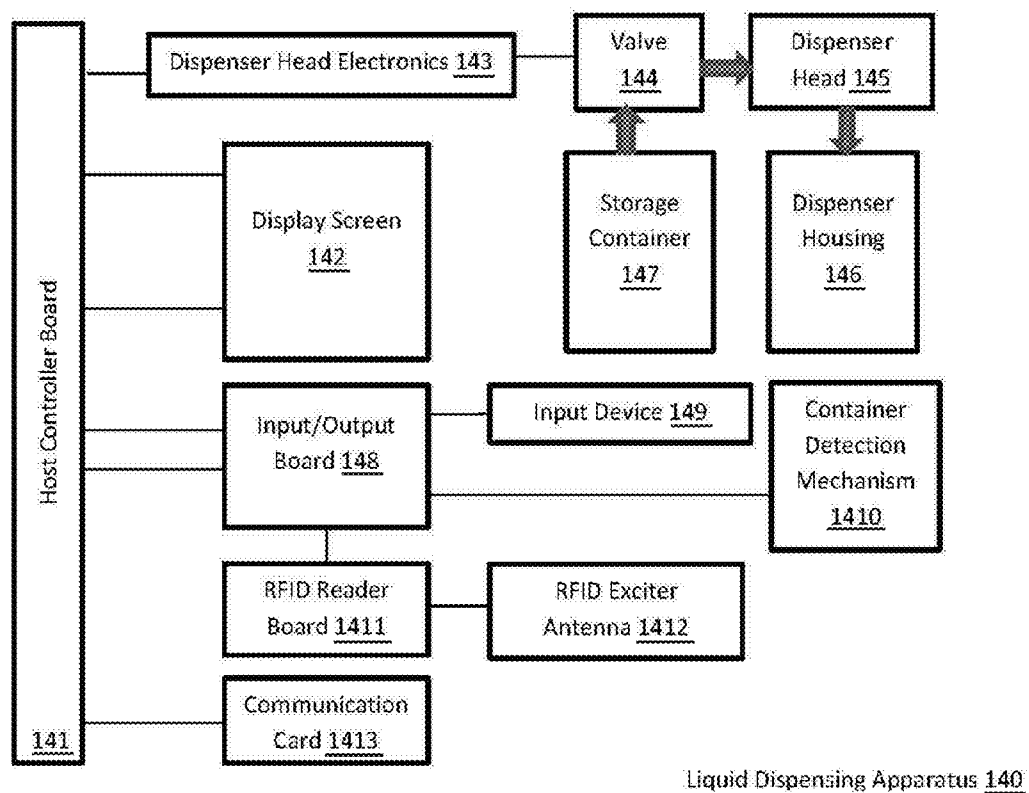 Dispenser Head Electronics 143
Valve
144
Dispenser
Head 145
Display Screen
142
Storage
Container
147
Dispenser
Housing
146
Host Controller Board
141
Input/Output
Board 148
Input Device 149
Container
Detection
Mechanism
1410
RFID Reader
Board 1411
RFID Exciter
Antenna 1412
Communication
Card 1413
Liquid Dispensing Apparatus 140